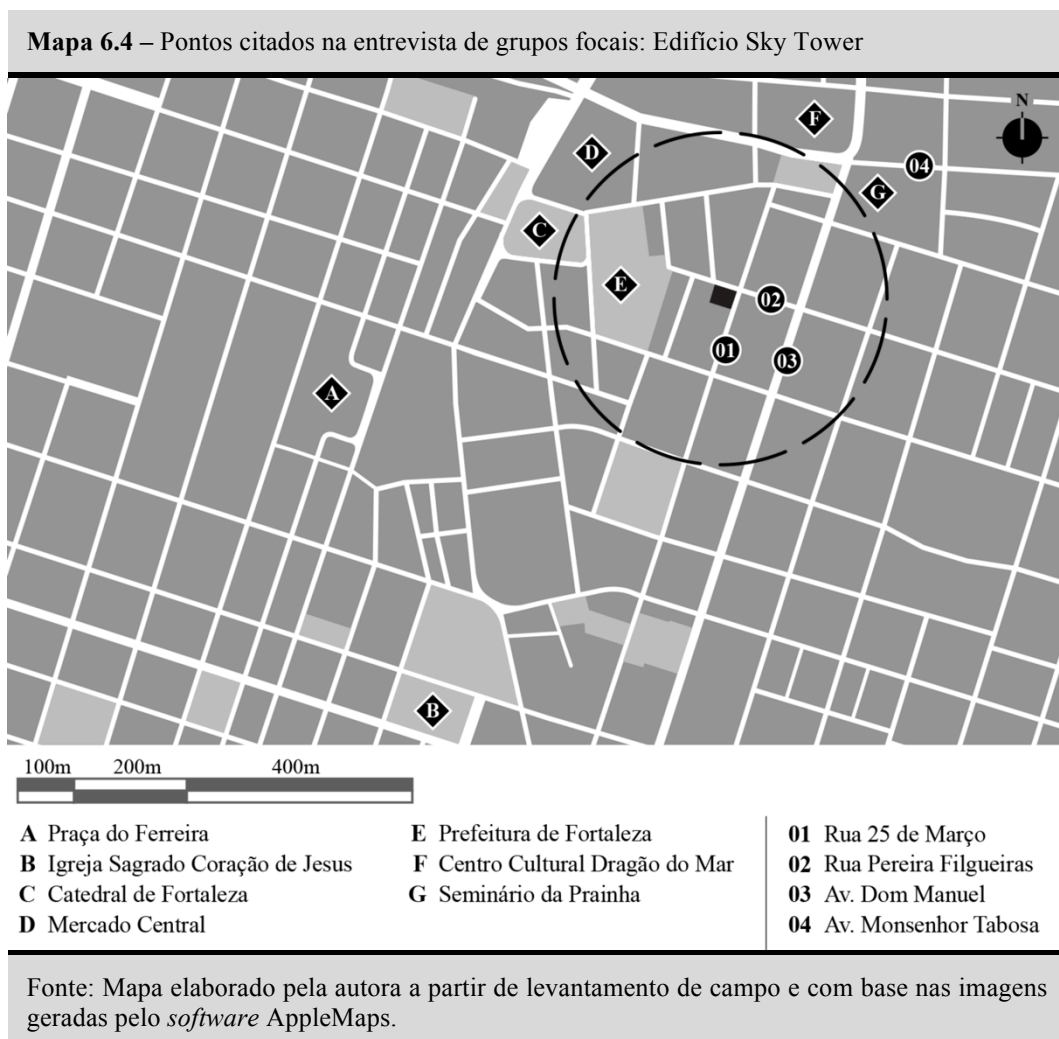 Mapa 6.4 – Pontos citados na entrevista de grupos focais: Edifício Sky Tower
N
F
D
04
G
C
E
02
01
03
A
B
100m 200m 400m
A Praça do Ferreira
B Igreja Sagrado Coração de Jesus
C Catedral de Fortaleza
D Mercado Central
E Prefeitura de Fortaleza
F Centro Cultural Dragão do Mar
G Seminário da Prainha
01 Rua 25 de Março
02 Rua Pereira Filgueiras
03 Av. Dom Manuel
04 Av. Monsenhor Tabosa
Fonte: Mapa elaborado pela autora a partir de levantamento de campo e com base nas imagens
geradas pelo software AppleMaps.